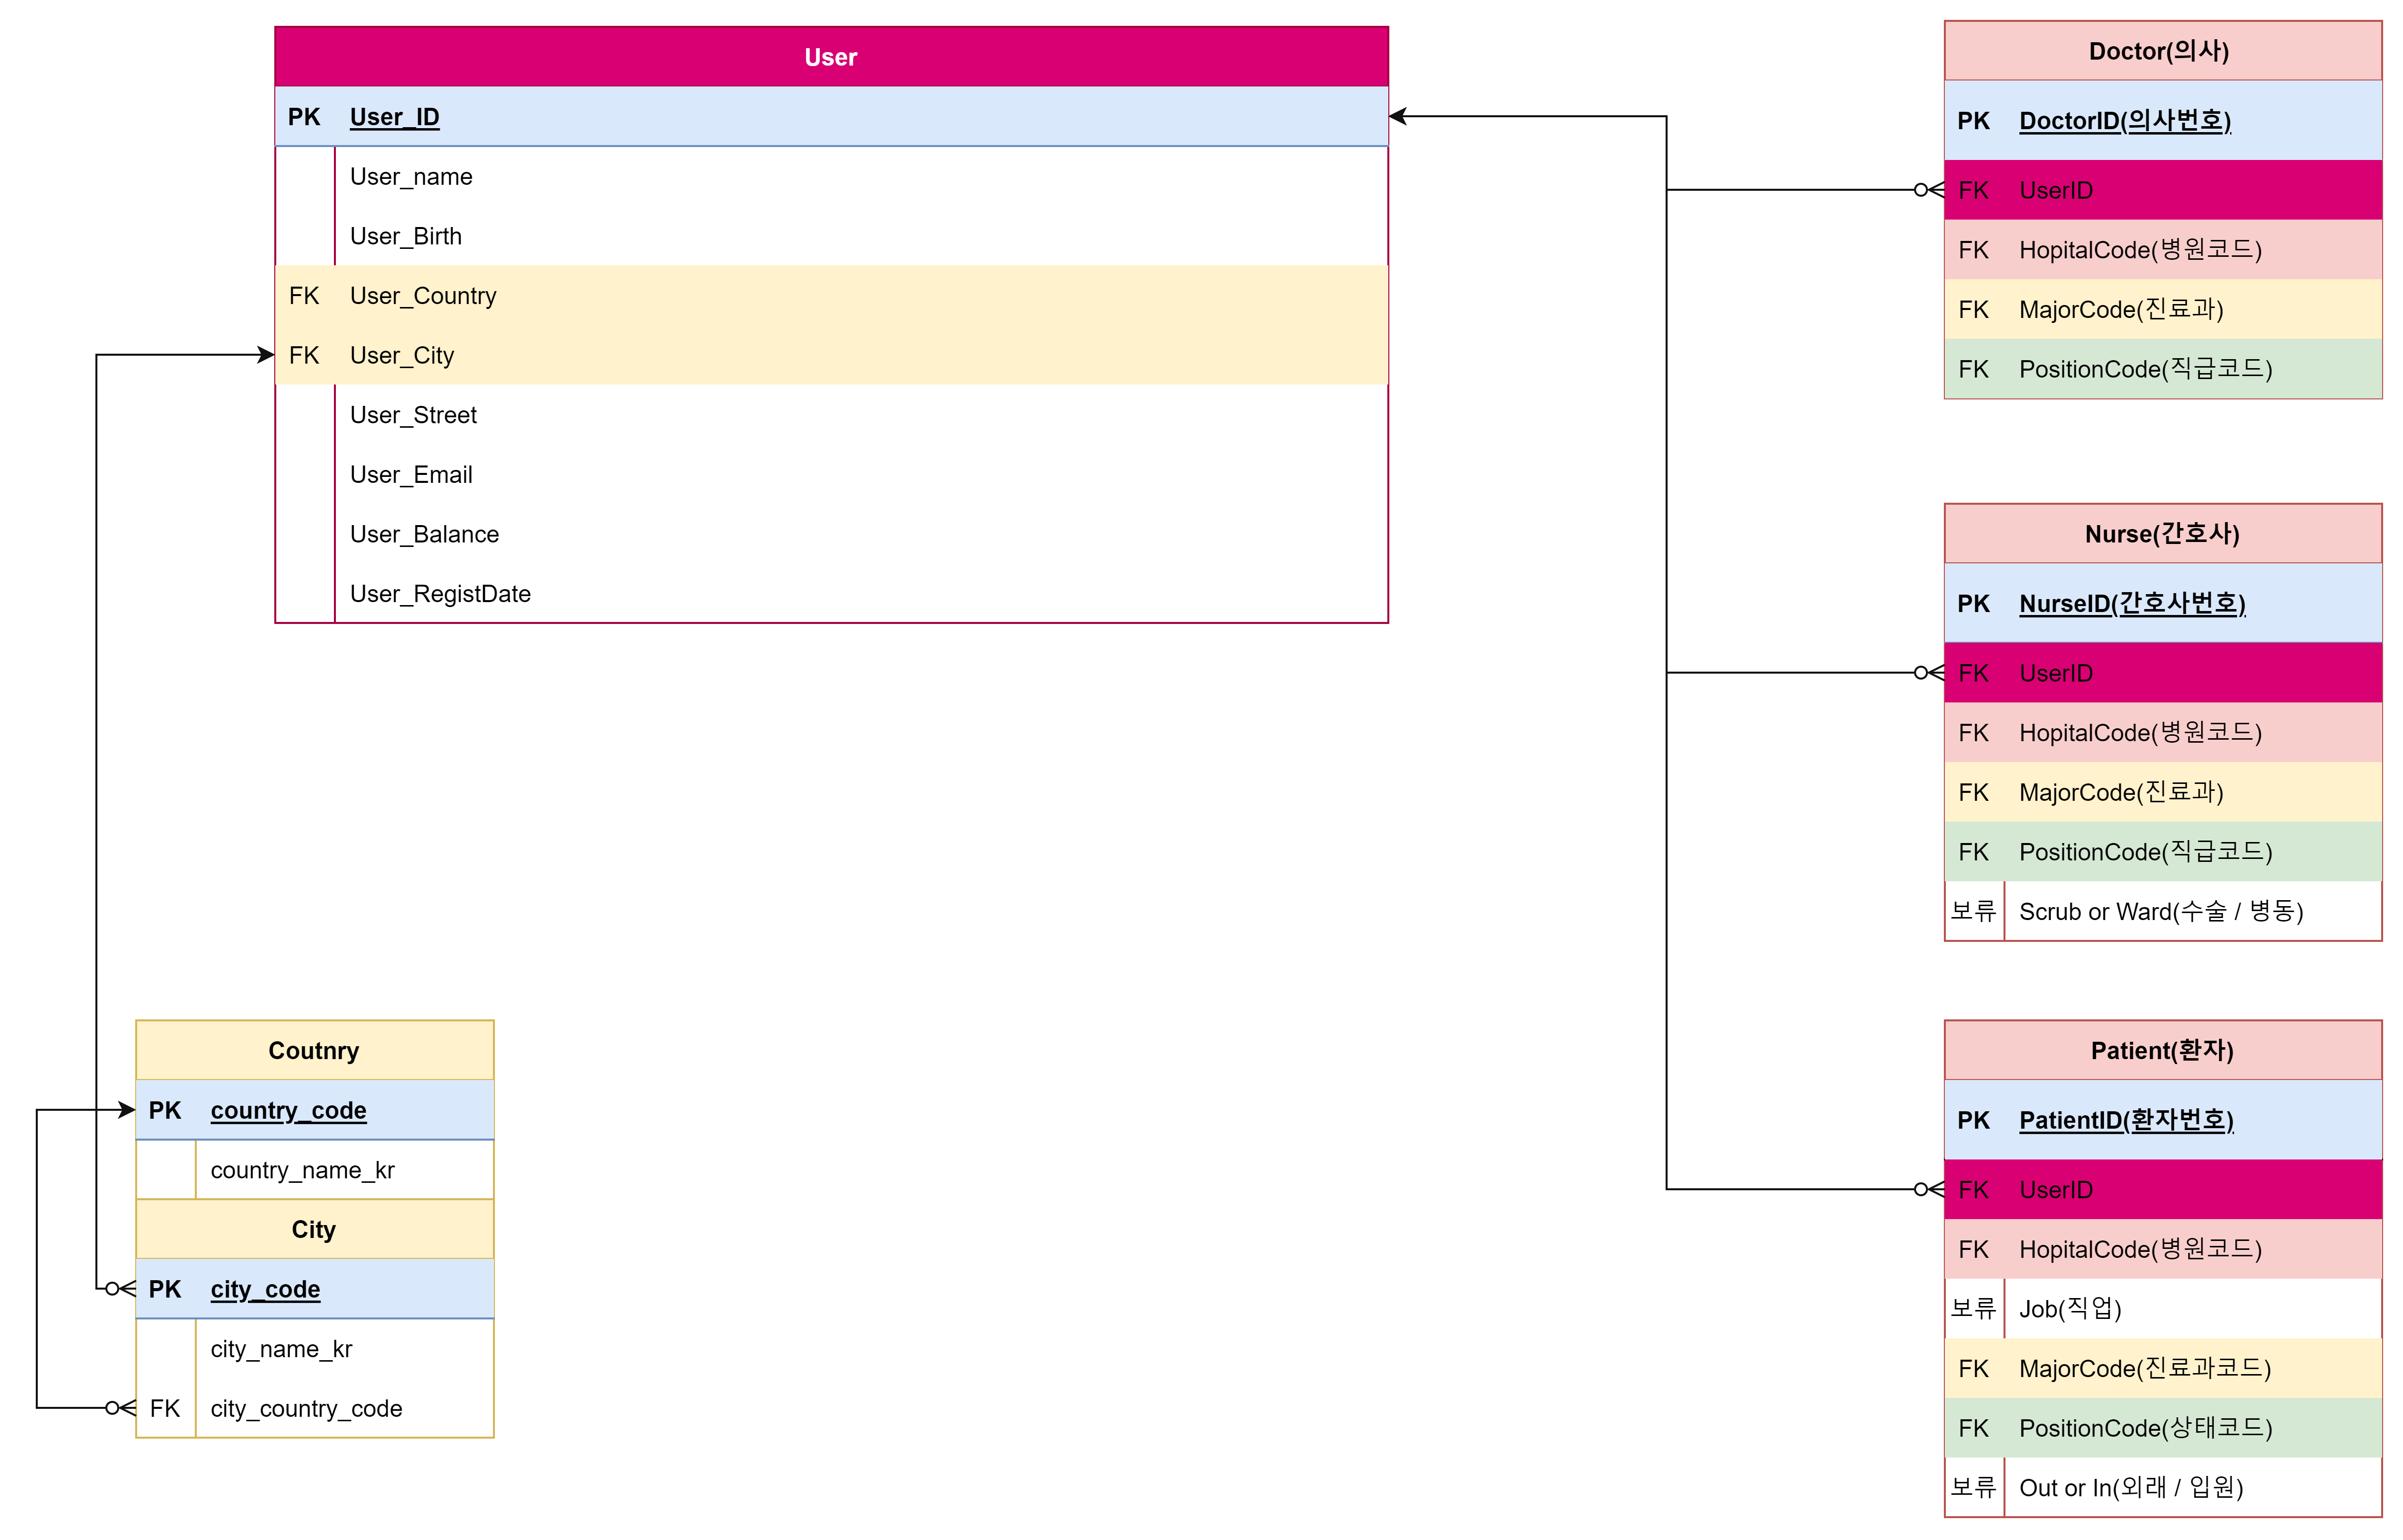 User
PK User_ID
User_name
User_Birth
FK User_Country
FK User_City
User_Street
User_Email
User_Balance
User_RegistDate
Coutnry
PK country_code
country_name_kr
City
PK city_code
city_name_kr
FK city_country_code
Doctor(의사)
PK DoctorID(의사번호)
FK UserID
FK HopitalCode(병원코드)
FK MajorCode(진료과)
FK PositionCode(직급코드)
Nurse(간호사)
PK NurseID(간호사번호)
FK UserID
FK HopitalCode(병원코드)
FK MajorCode(진료과)
FK PositionCode(직급코드)
보류 Scrub or Ward(수술 / 병동)
Patient(환자)
PK PatientID(환자번호)
FK UserID
FK HopitalCode(병원코드)
보류 Job(직업)
FK MajorCode(진료과코드)
FK PositionCode(상태코드)
보류 Out or In(외래 / 입원)